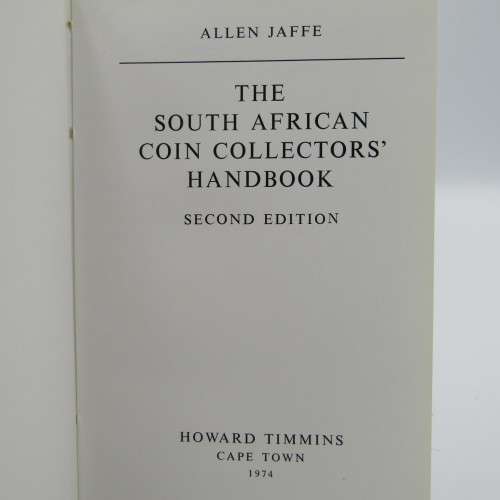 ALLEN JAFFE
THE
SOUTH AFRICAN
COIN COLLECTORS'
HANDBOOK
SECOND EDITION
HOWARD TIMMINS
CAPE TOWN
1974